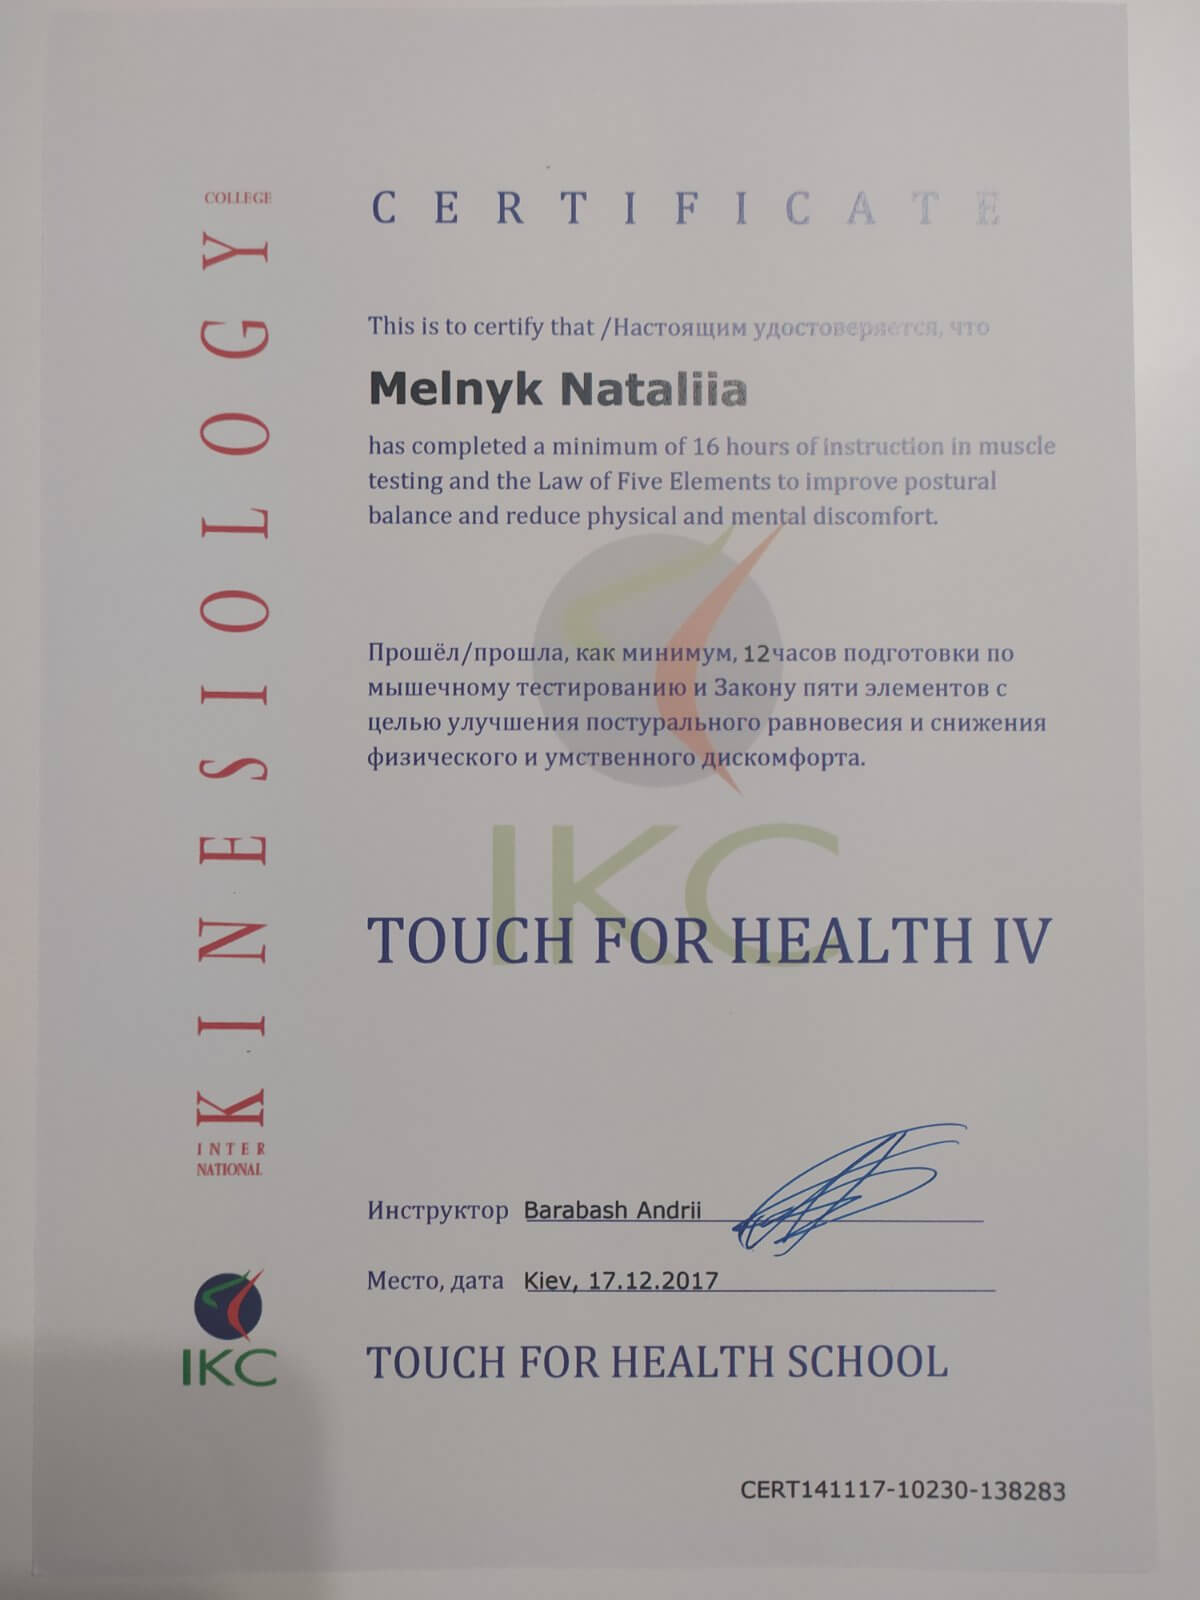 COLLEGE
KINESIOLOGY
INTER
NATIONAL
CERTIFICATE
This is to certify that /Настоящим удостоверяется, что
Melnyk Nataliia
has completed a minimum of 16 hours of instruction in muscle
testing and the Law of Five Elements to improve postural
balance and reduce physical and mental discomfort.
Прошёл/прошла, как минимум, 12часов подготовки по
мышечному тестированию и Закону пяти элементов с
целью улучшения постурального равновесия и снижения
физического и умственного дискомфорта.
IKC
TOUCH FOR HEALTH IV
Инструктор Barabash Andrii
Место, дата Kiev, 17.12.2017
IKC
TOUCH FOR HEALTH SCHOOL
CERT141117-10230-138283